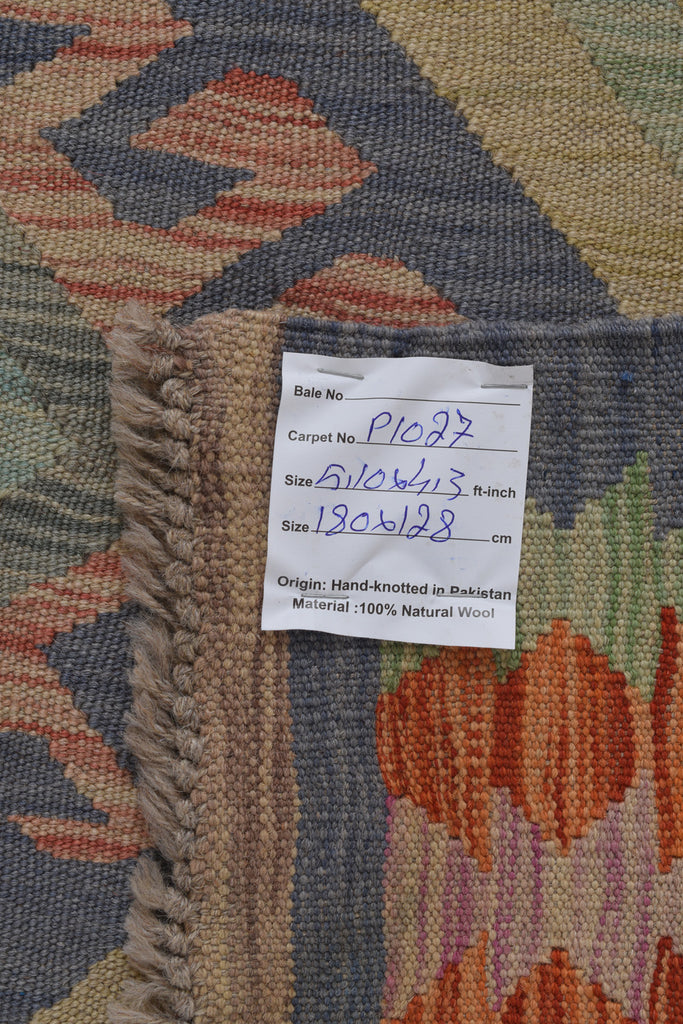 Bale No
Carpet No P1027
Size 5,10x4,3 ft-inch
Size 180x128 cm
Origin: Hand-knotted in Pakistan
Material :100% Natural Wool